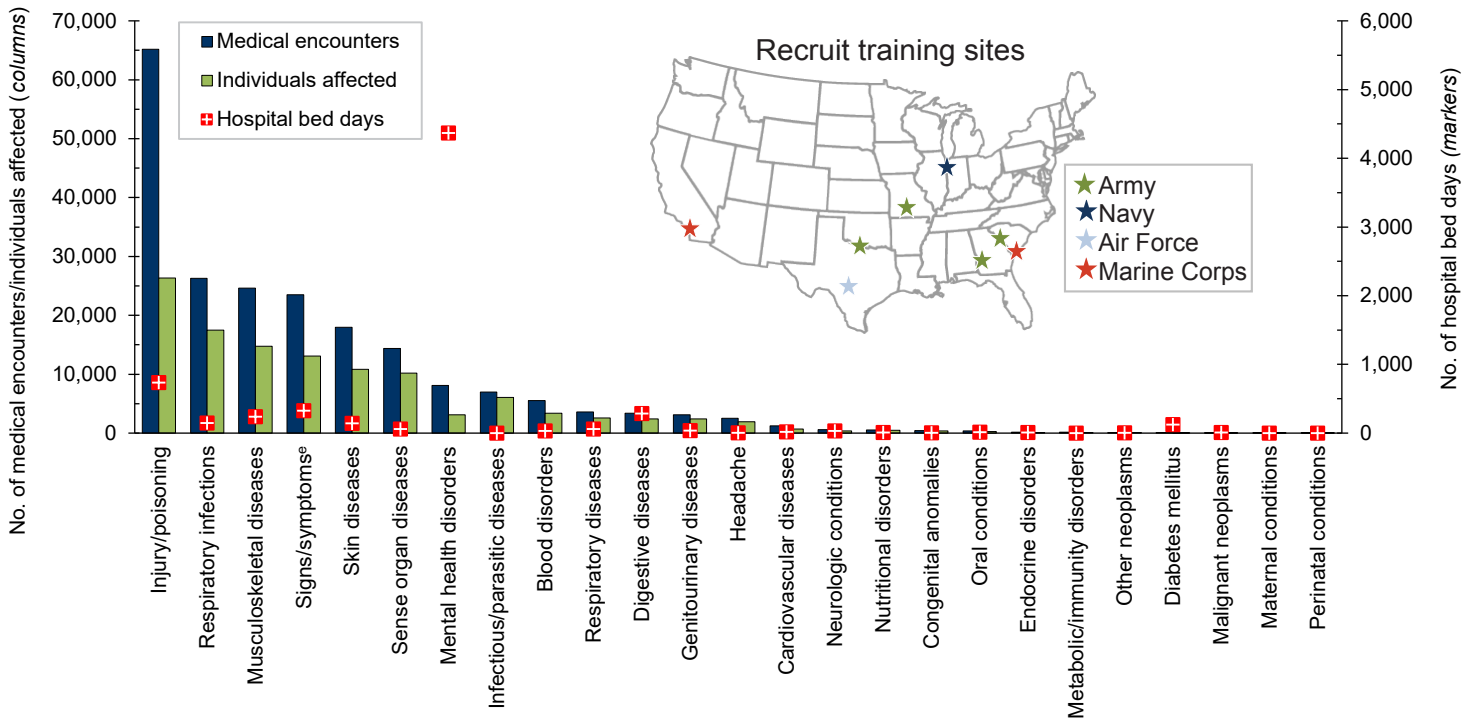 No. of medical encounters/individuals affected (columns)
70,000
60,000
50,000
40,000
30,000
20,000
10,000
0
Medical encounters
Individuals affected
Hospital bed days
Recruit training sites
Army
Navy
Air Force
Marine Corps
6,000
5,000
4,000
3,000
2,000
1,000
0
No. of hospital bed days (markers)
Injury/poisoning
Respiratory infections
Musculoskeletal diseases
Signs/symptomsᵉ
Skin diseases
Sense organ diseases
Mental health disorders
Infectious/parasitic diseases
Blood disorders
Respiratory diseases
Digestive diseases
Genitourinary diseases
Headache
Cardiovascular diseases
Neurologic conditions
Nutritional disorders
Congenital anomalies
Oral conditions
Endocrine disorders
Metabolic/immunity disorders
Other neoplasms
Diabetes mellitus
Malignant neoplasms
Maternal conditions
Perinatal conditions